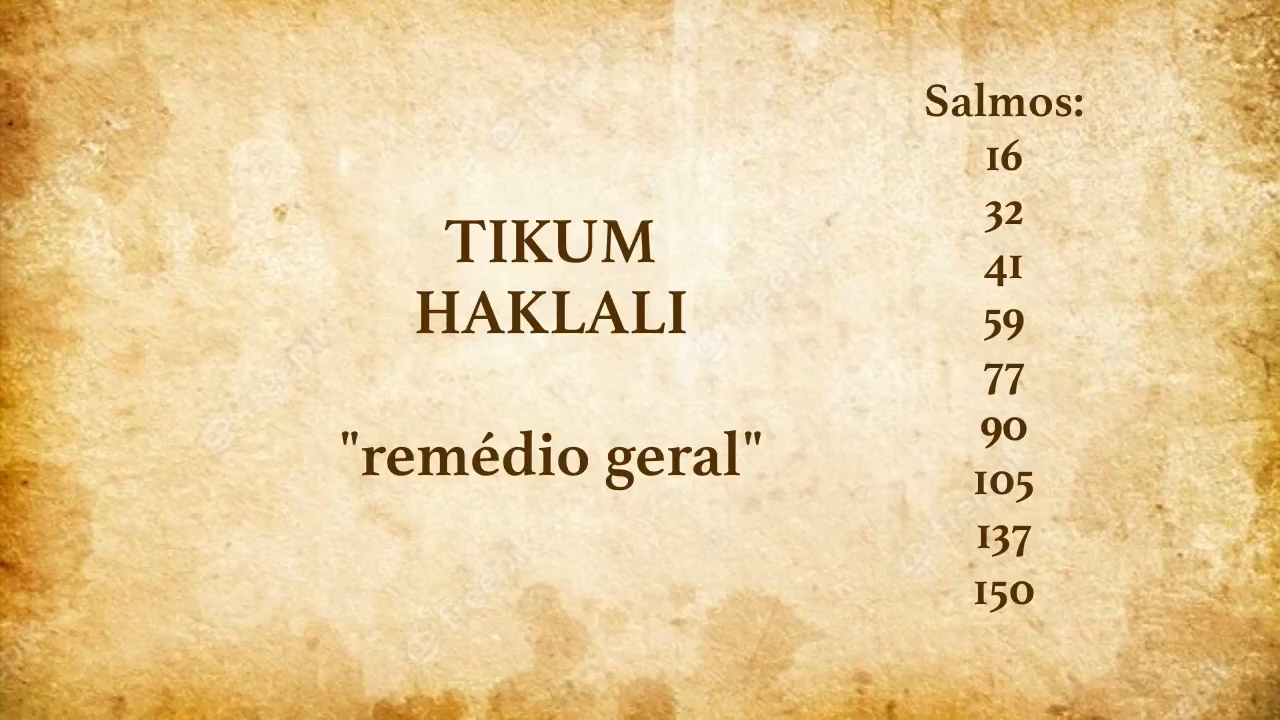 TIKUM
HAKLALI
"remédio geral"
Salmos:
16
32
41
59
77
90
105
137
150